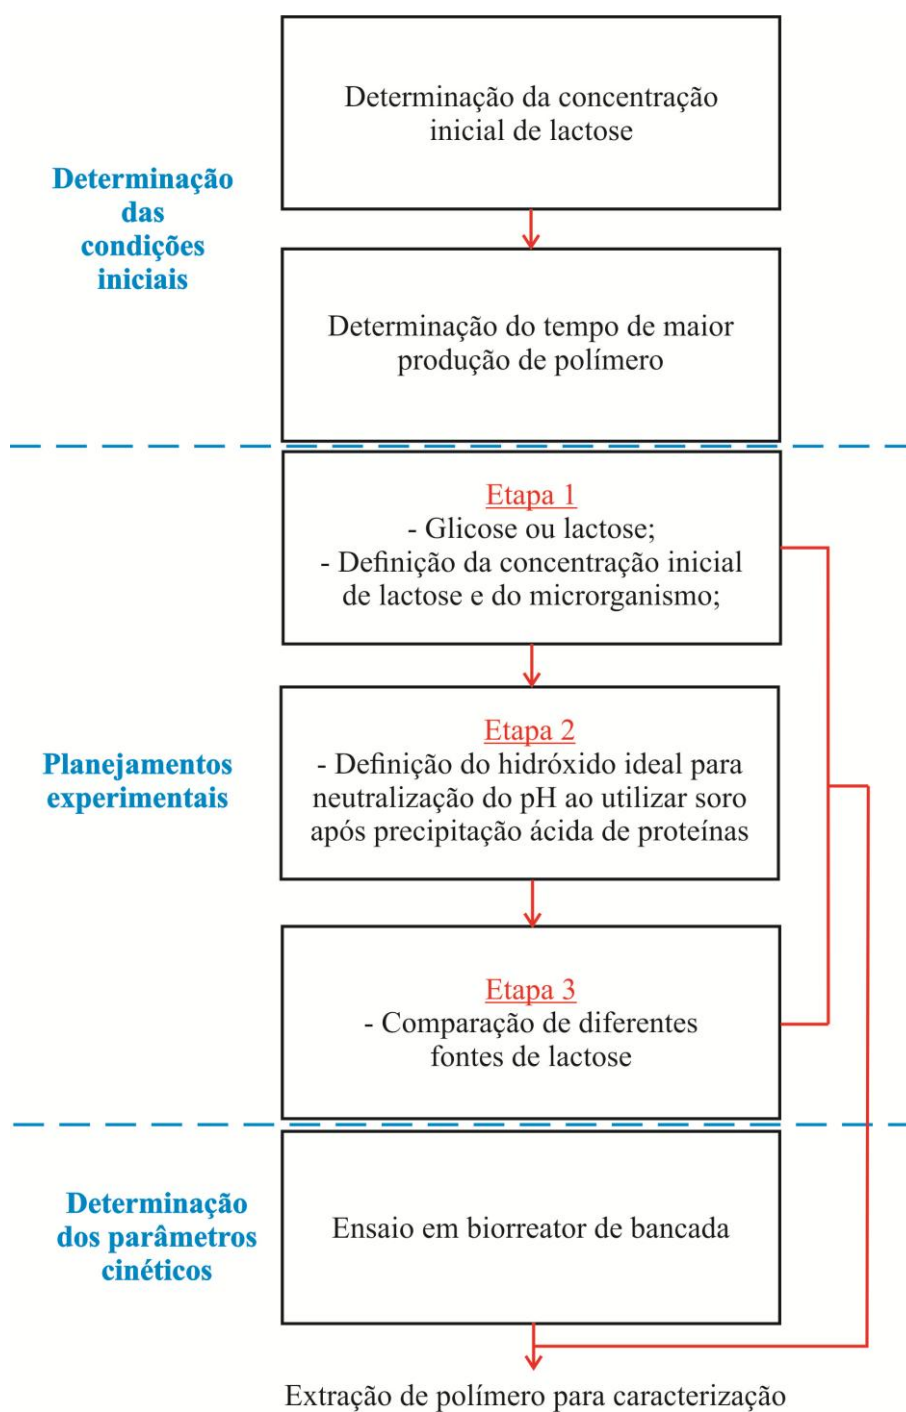 Determinação da concentração
inicial de lactose
Determinação
das
condições
iniciais
Determinação do tempo de maior
produção de polímero
Etapa 1
- Glicose ou lactose;
- Definição da concentração inicial
de lactose e do microrganismo;
Etapa 2
- Definição do hidróxido ideal para
neutralização do pH ao utilizar soro
após precipitação ácida de proteínas
Planejamentos
experimentais
Etapa 3
- Comparação de diferentes
fontes de lactose
Determinação
dos parâmetros
cinéticos
Ensaio em biorreator de bancada
Extração de polímero para caracterização